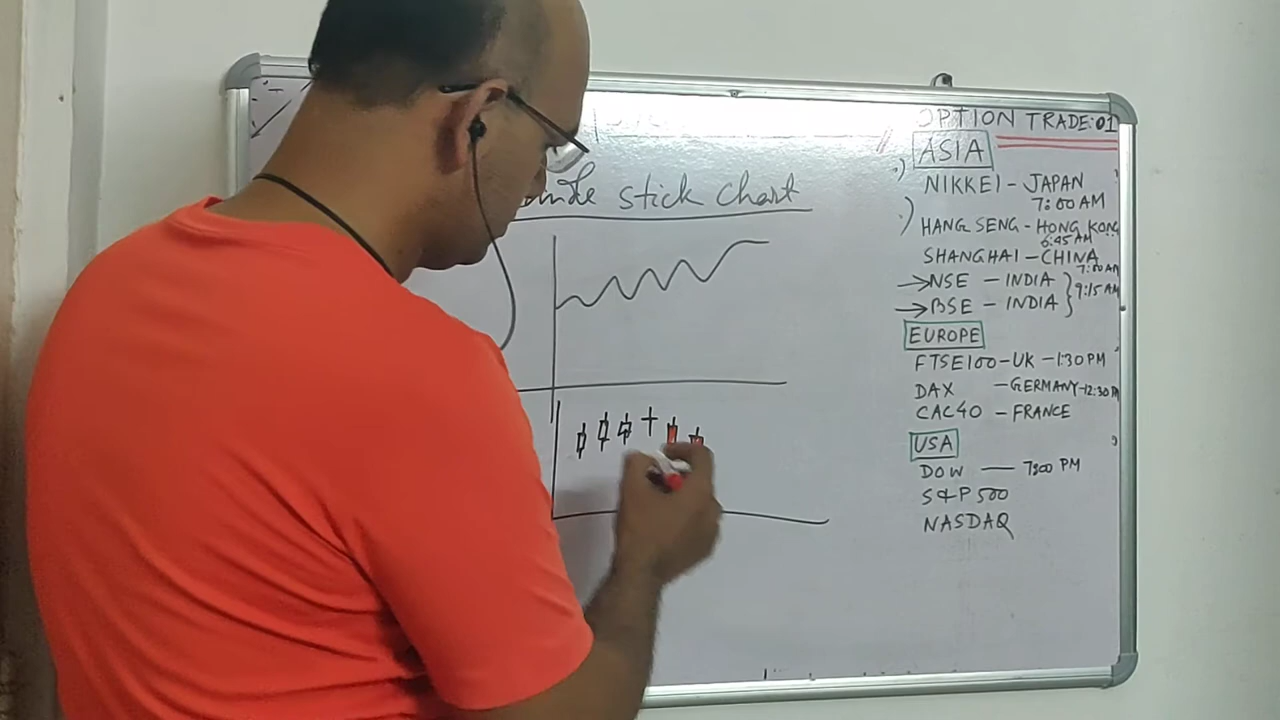 stick chart
OPTION TRADE:01
ASIA
NIKKEI - JAPAN
7:00 AM
HANG SENG - HONG KONG
6:45 AM
SHANGHAI - CHINA
7:00 AM
→NSE - INDIA
9:15 AM
→BSE - INDIA
EUROPE
FTSE100 - UK - 1:30 PM
DAX - GERMANY - 12:30 PM
CAC40 - FRANCE
USA
DOW — 7:00 PM
S&P 500
NASDAQ